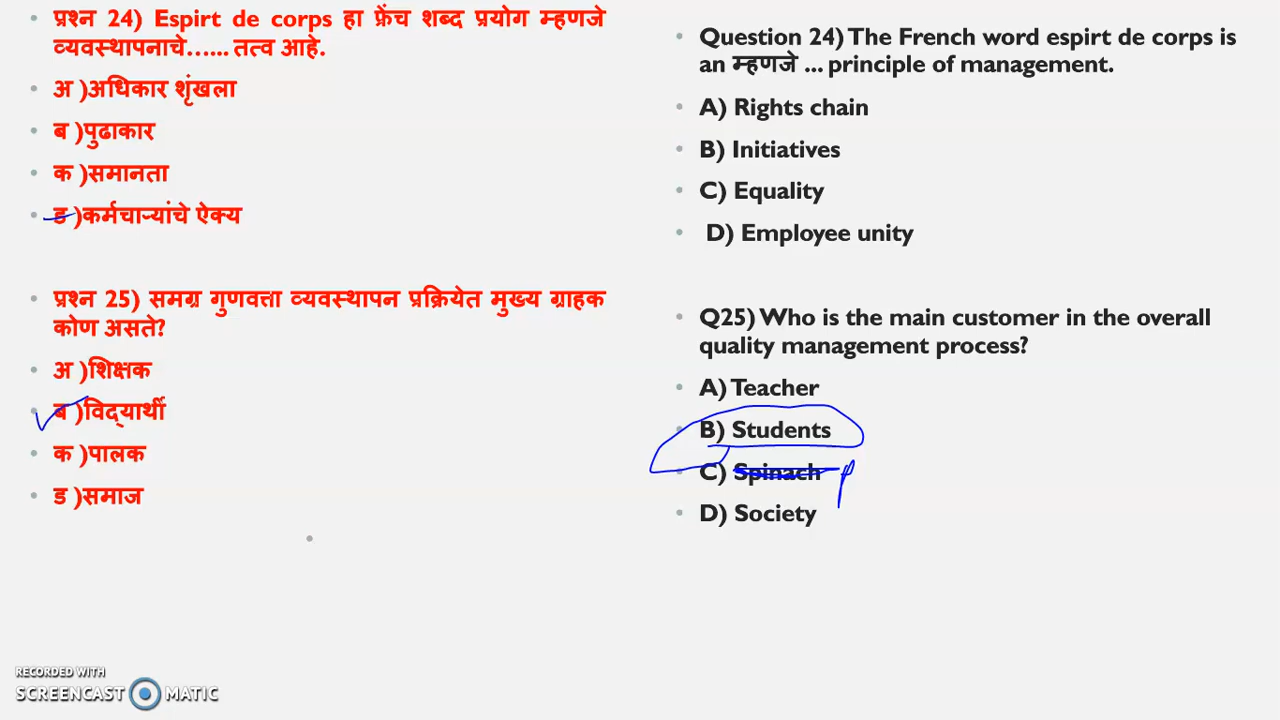 प्रश्न 24) Espirt de corps हा फ्रेंच शब्द प्रयोग म्हणजे
व्यवस्थापनाचे…... तत्व आहे.
अ )अधिकार शृंखला
ब )पुढाकार
क )समानता
ड )कर्मचाऱ्यांचे ऐक्य
प्रश्न 25) समग्र गुणवत्ता व्यवस्थापन प्रक्रियेत मुख्य ग्राहक
कोण असते?
अ )शिक्षक
ब )विद्यार्थी
क )पालक
ड )समाज
Question 24) The French word espirt de corps is
an म्हणजे ... principle of management.
A) Rights chain
B) Initiatives
C) Equality
D) Employee unity
Q25) Who is the main customer in the overall
quality management process?
A) Teacher
B) Students
C) Spinach P
D) Society
RECORDED WITH
SCREENCAST MATIC